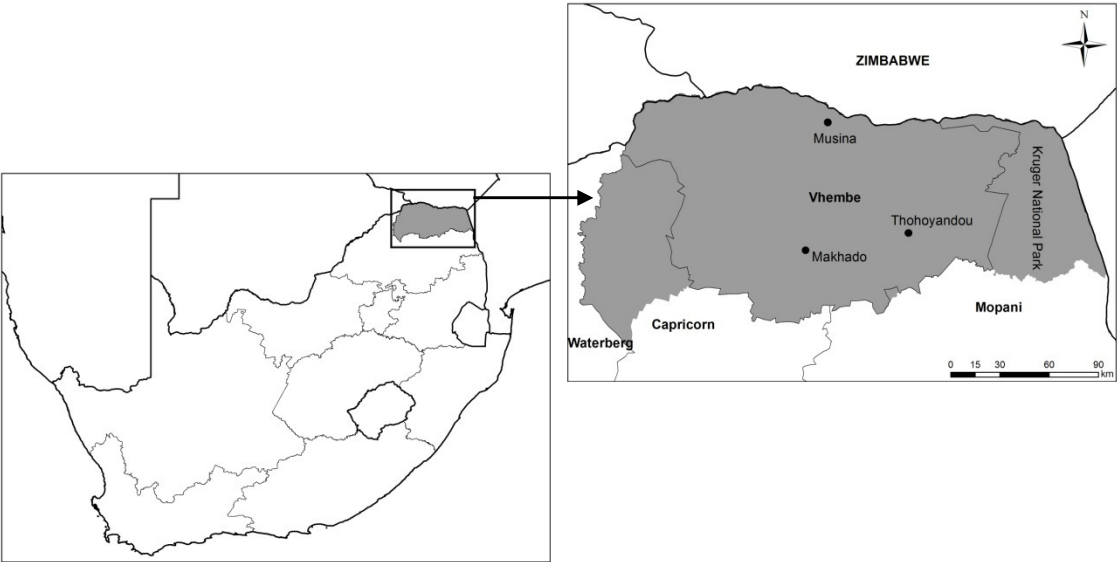 N
ZIMBABWE
Musina
Kruger National Park
Vhembe
Thohoyandou
Makhado
Mopani
Capricorn
Waterberg
0 15 30 60 90
km